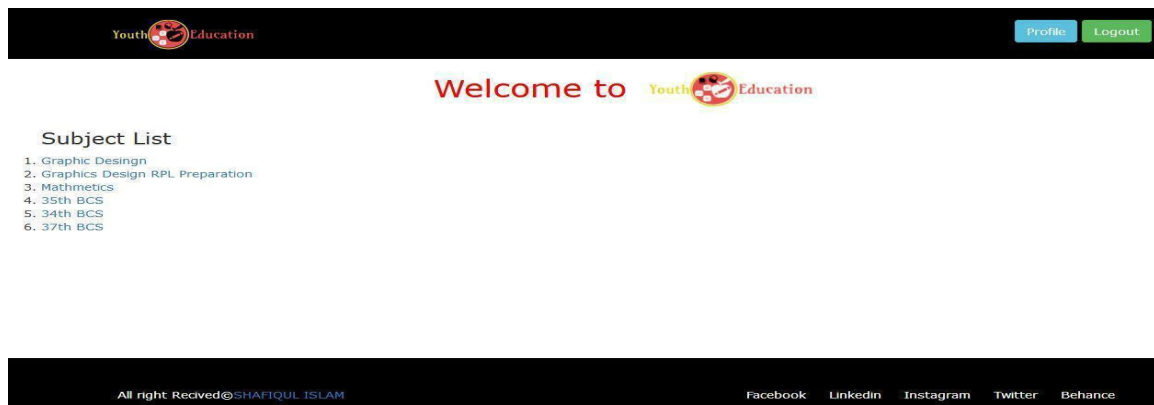 Youth Education
Profile Logout
Welcome to Youth Education
Subject List
1. Graphic Desingn
2. Graphics Design RPL Preparation
3. Mathmetics
4. 35th BCS
5. 34th BCS
6. 37th BCS
All right Recived©SHAFIQUL ISLAM
Facebook Linkedin Instagram Twitter Behance